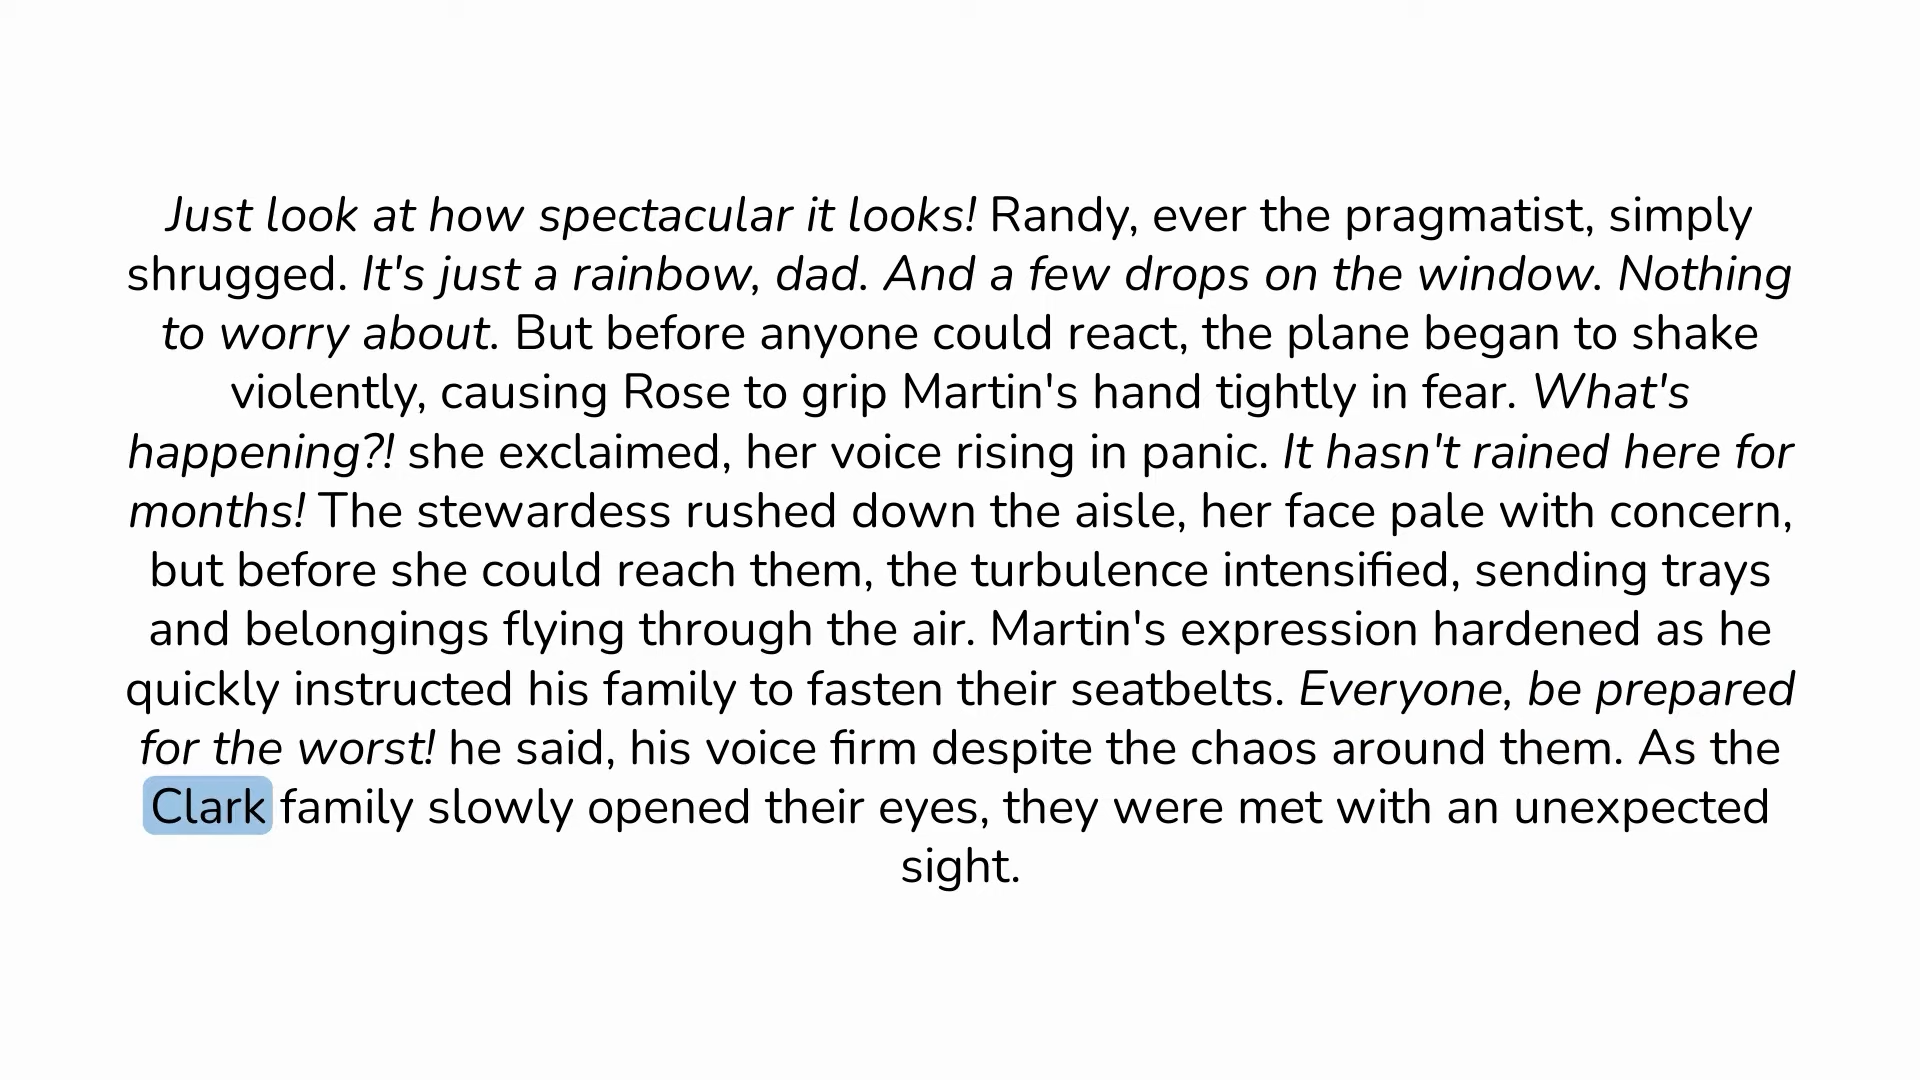 Just look at how spectacular it looks! Randy, ever the pragmatist, simply
shrugged. It's just a rainbow, dad. And a few drops on the window. Nothing
to worry about. But before anyone could react, the plane began to shake
violently, causing Rose to grip Martin's hand tightly in fear. What's
happening?! she exclaimed, her voice rising in panic. It hasn't rained here for
months! The stewardess rushed down the aisle, her face pale with concern,
but before she could reach them, the turbulence intensified, sending trays
and belongings flying through the air. Martin's expression hardened as he
quickly instructed his family to fasten their seatbelts. Everyone, be prepared
for the worst! he said, his voice firm despite the chaos around them. As the
Clark family slowly opened their eyes, they were met with an unexpected
sight.